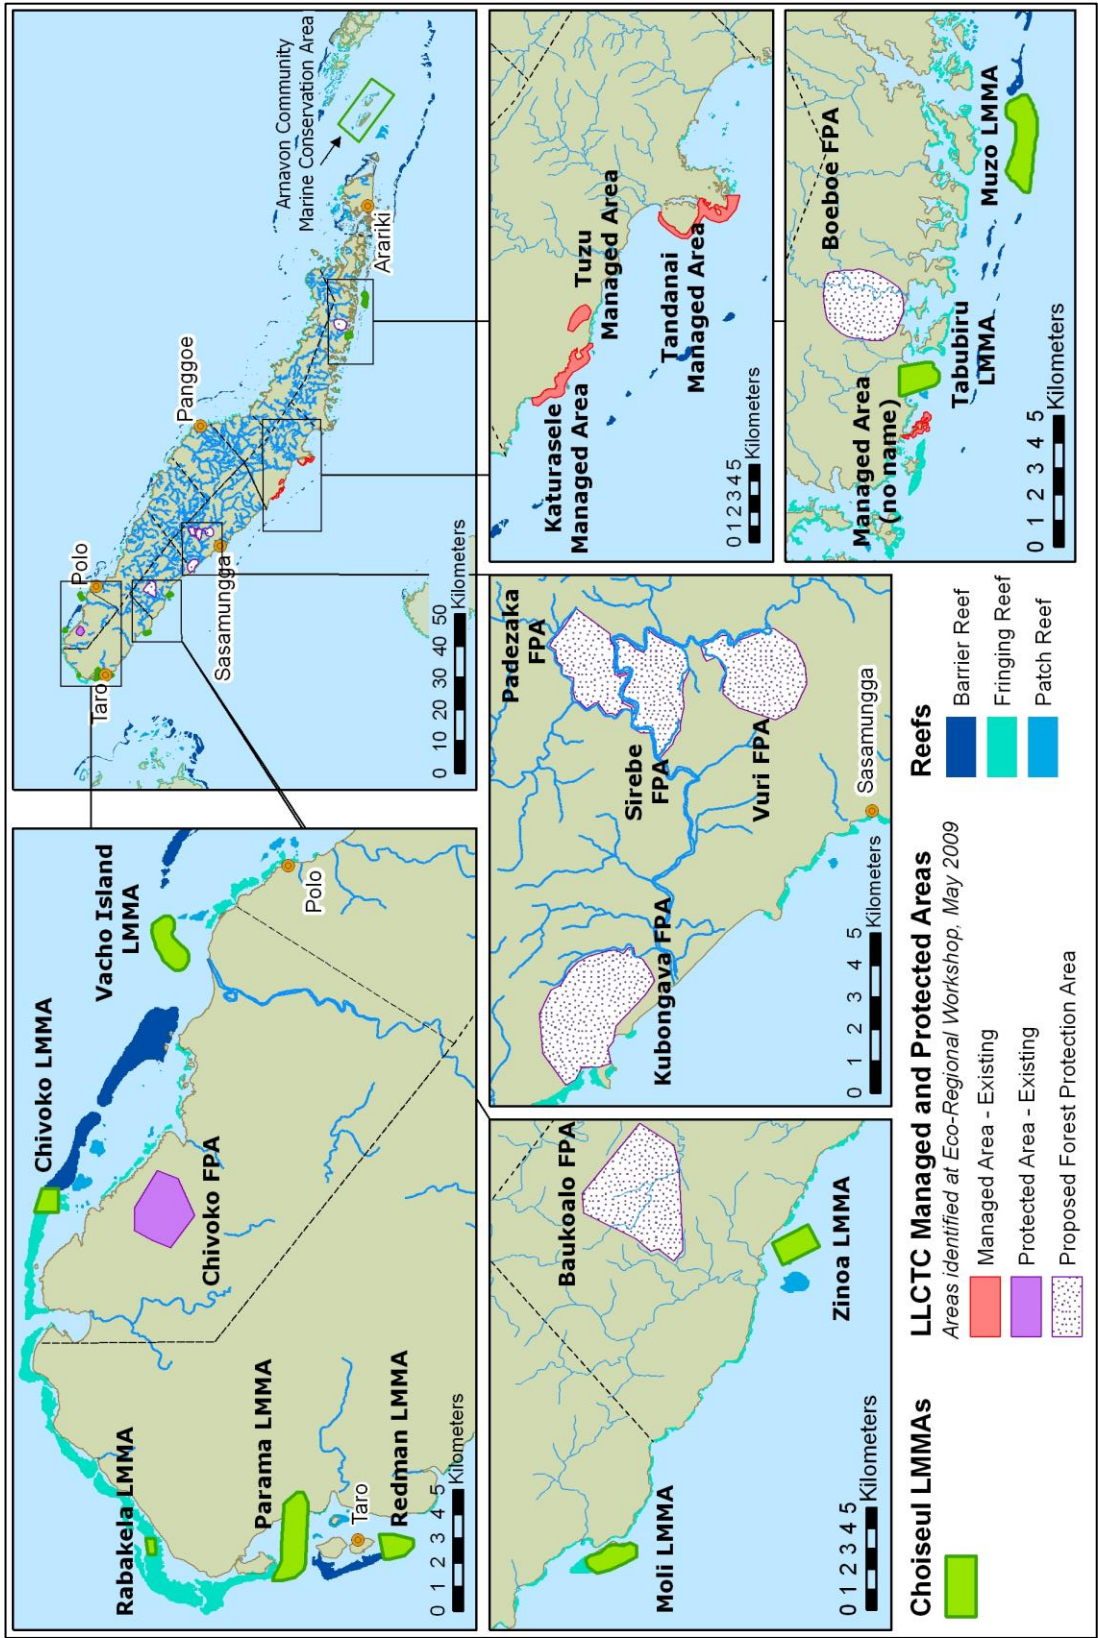 Rabakela LMMA
Chivoko LMMA
Vacho Island
LMMA
Chivoko FPA
Parama LMMA
Polo
Taro
Redman LMMA
0 1 2 3 4 5
Kilometers
Arnavon Community
Marine Conservation Area
Polo
Panggoe
Taro
Sasamungga
Arariki
0 10 20 30 40 50
Kilometers
Baukoalo FPA
Moli LMMA
Zinoa LMMA
0 1 2 3 4 5
Kilometers
Padezaka
FPA
Sirebe
FPA
Kubongava FPA
Vuri FPA
Sasamungga
0 1 2 3 4 5
Kilometers
Katurasele
Managed Area
Tuzu
Managed Area
Tandanai
Managed Area
0 1 2 3 4 5
Kilometers
Boeboe FPA
Managed Area
(no name)
Tabubiru
LMMA
Muzo LMMA
0 1 2 3 4 5
Kilometers
Choiseul LMMAs
LLCTC Managed and Protected Areas
Areas identified at Eco-Regional Workshop, May 2009
Managed Area - Existing
Protected Area - Existing
Proposed Forest Protection Area
Reefs
Barrier Reef
Fringing Reef
Patch Reef